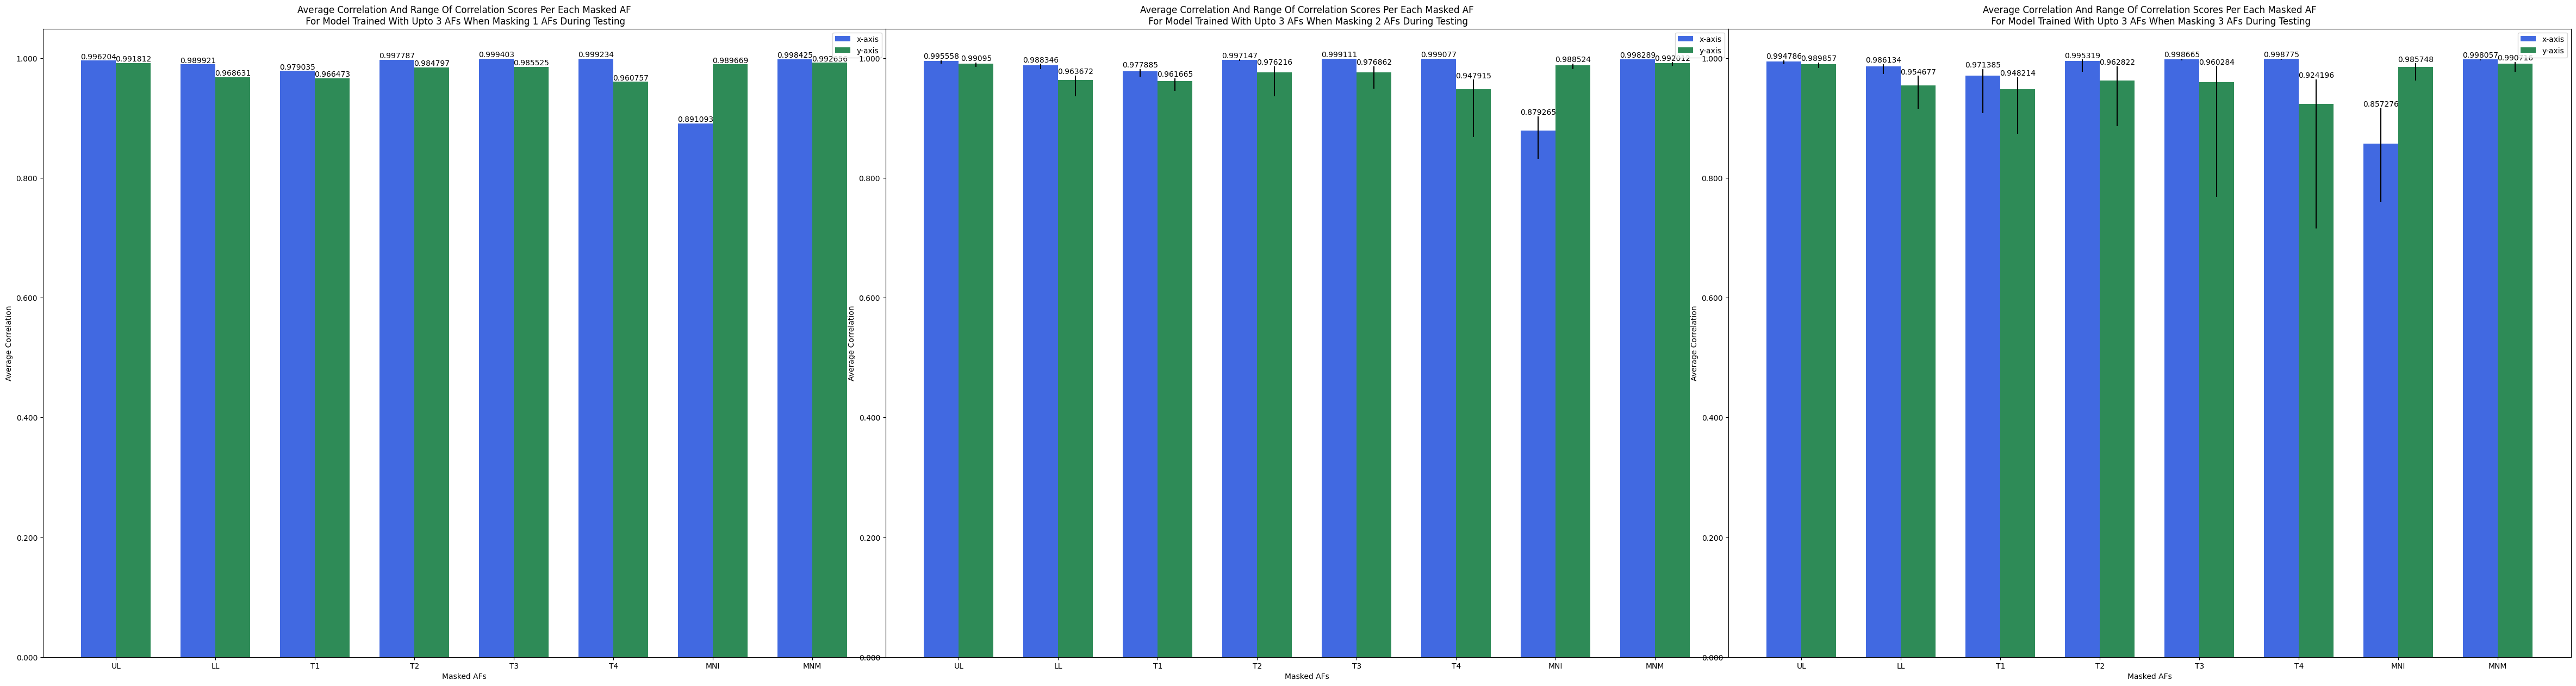 Average Correlation And Range Of Correlation Scores Per Each Masked AF
For Model Trained With Upto 3 AFs When Masking 1 AFs During Testing
x-axis
y-axis
1.000
0.800
0.600
0.400
0.200
0.000
Average Correlation
0.996204
0.991812
0.989921
0.968631
0.979035
0.966473
0.997787
0.984797
0.999403
0.985525
0.999234
0.960757
0.891093
0.989669
0.998425
UL
LL
T1
T2
T3
T4
MNI
MNM
Masked AFs
Average Correlation And Range Of Correlation Scores Per Each Masked AF
For Model Trained With Upto 3 AFs When Masking 2 AFs During Testing
x-axis
y-axis
1.000
0.800
0.600
0.400
0.200
0.000
Average Correlation
0.995558
0.99095
0.988346
0.963672
0.977885
0.961665
0.997147
0.976216
0.999111
0.976862
0.999077
0.947915
0.879265
0.988524
0.998289
UL
LL
T1
T2
T3
T4
MNI
MNM
Masked AFs
Average Correlation And Range Of Correlation Scores Per Each Masked AF
For Model Trained With Upto 3 AFs When Masking 3 AFs During Testing
x-axis
y-axis
1.000
0.800
0.600
0.400
0.200
0.000
Average Correlation
0.994786
0.989857
0.986134
0.954677
0.971385
0.948214
0.995319
0.962822
0.998665
0.960284
0.998775
0.924196
0.857276
0.985748
0.998057
UL
LL
T1
T2
T3
T4
MNI
MNM
Masked AFs